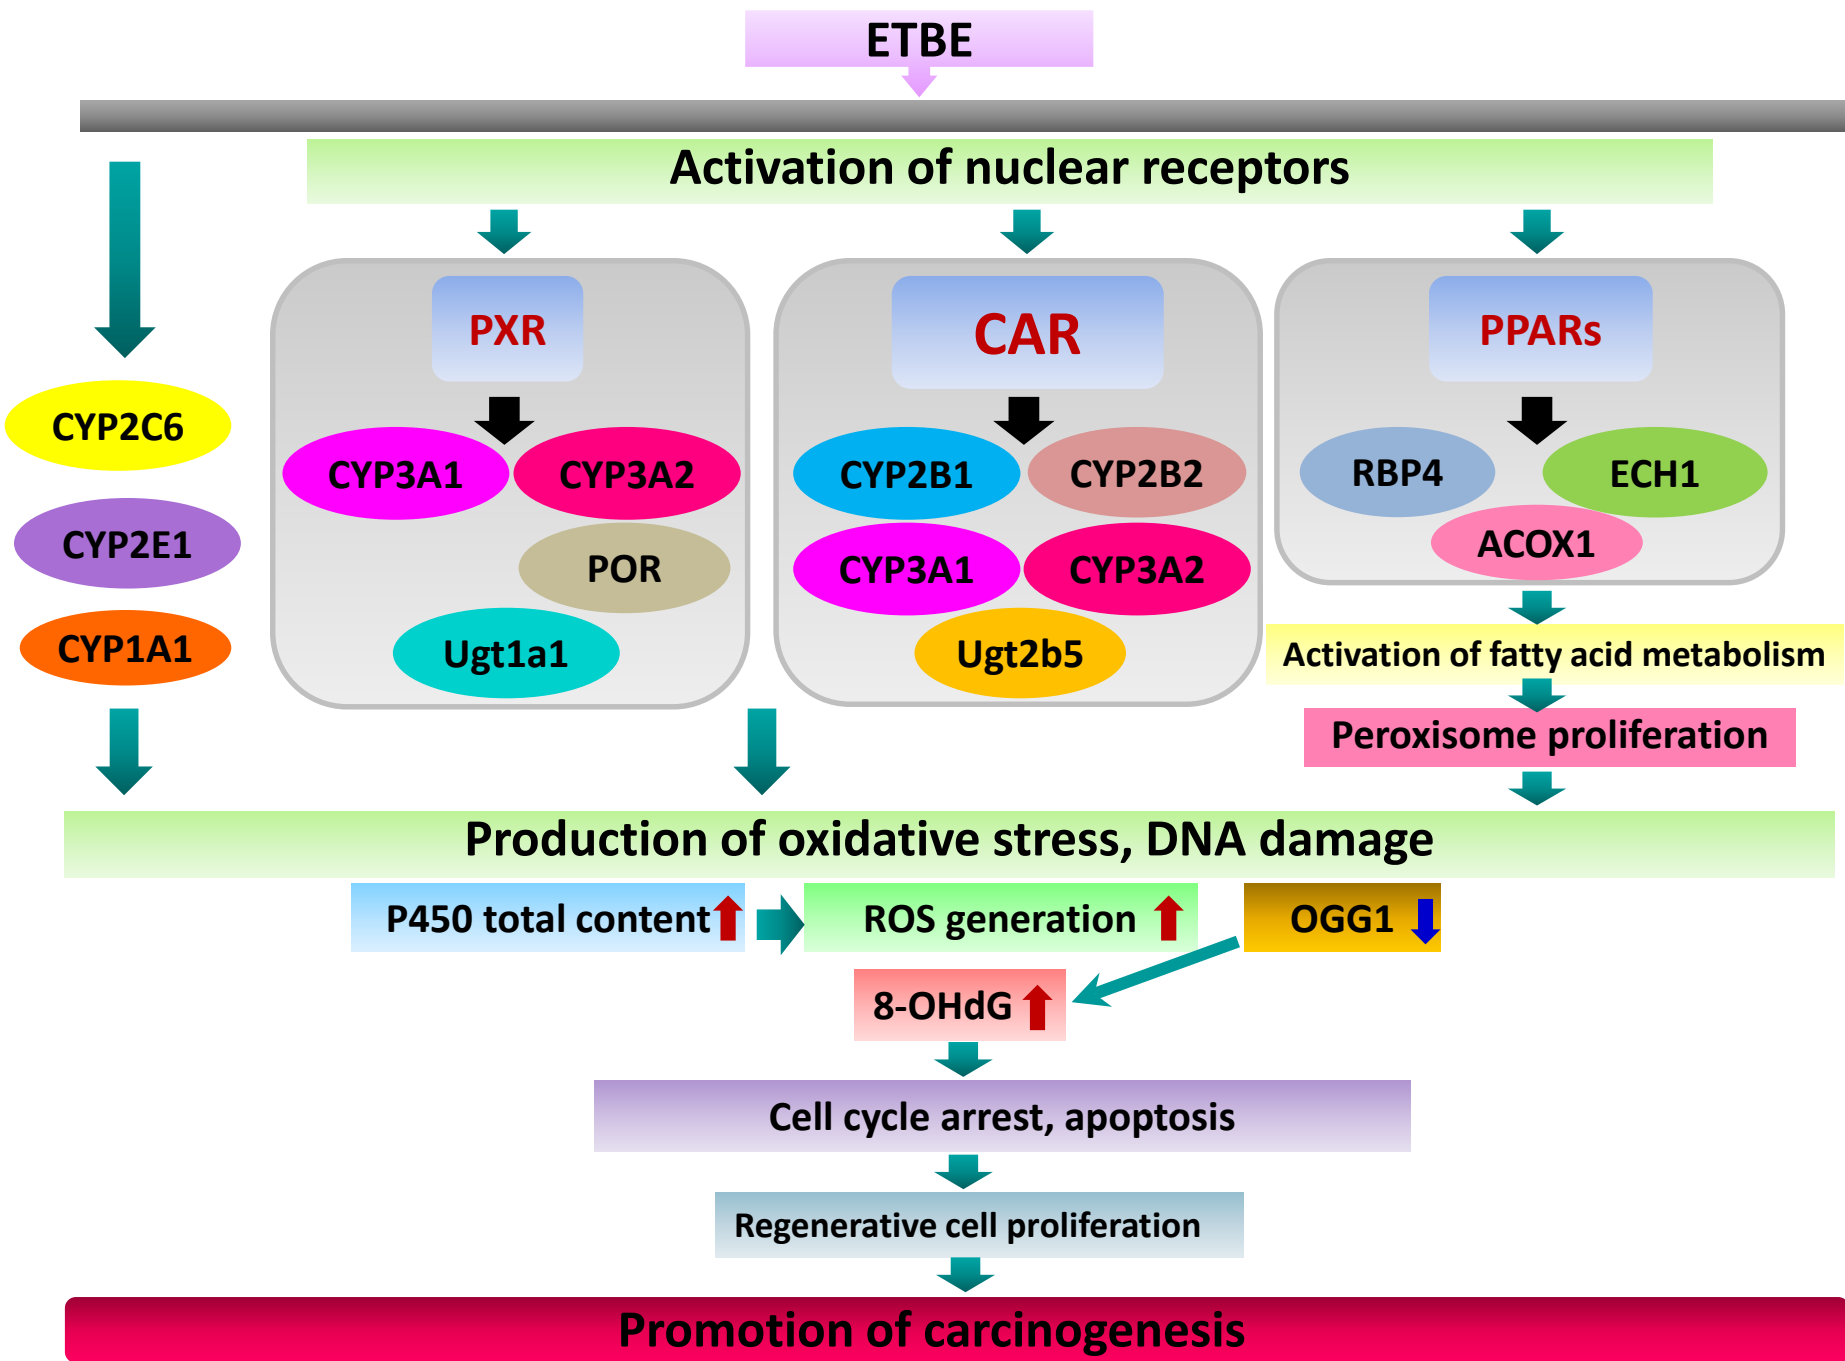 ETBE
Activation of nuclear receptors
PXR
CAR
PPARs
CYP2C6
CYP2E1
CYP1A1
CYP3A1
CYP3A2
POR
Ugt1a1
CYP2B1
CYP2B2
CYP3A1
CYP3A2
Ugt2b5
RBP4
ECH1
ACOX1
Activation of fatty acid metabolism
Peroxisome proliferation
Production of oxidative stress, DNA damage
P450 total content
ROS generation
OGG1
8-OHdG
Cell cycle arrest, apoptosis
Regenerative cell proliferation
Promotion of carcinogenesis